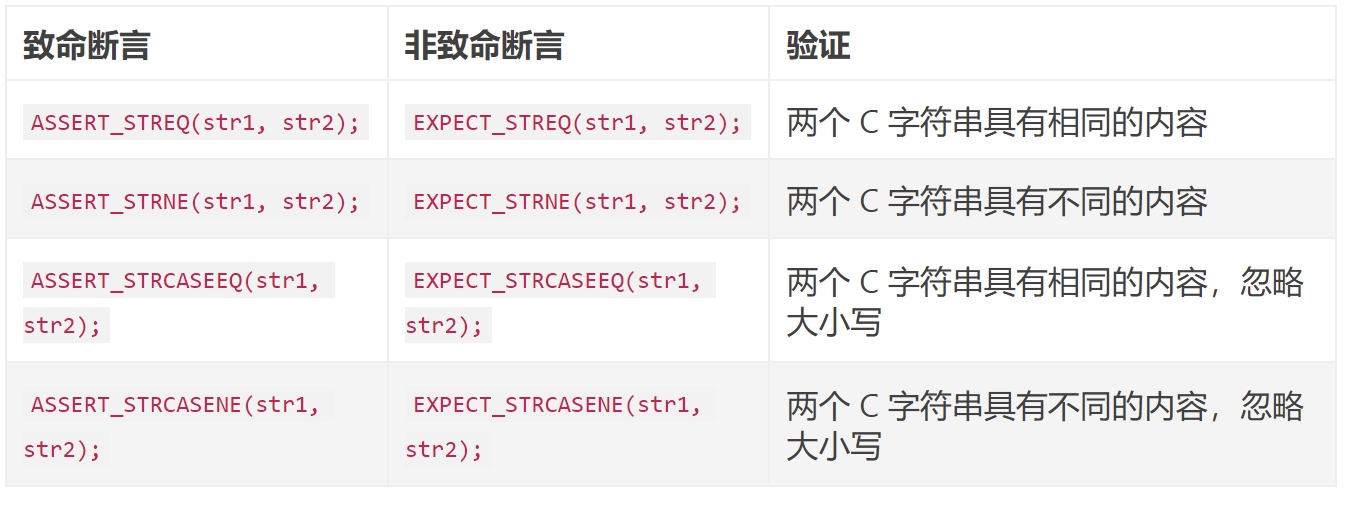 致命断言 非致命断言 验证
ASSERT_STREQ(str1, str2); EXPECT_STREQ(str1, str2); 两个 C 字符串具有相同的内容
ASSERT_STRNE(str1, str2); EXPECT_STRNE(str1, str2); 两个 C 字符串具有不同的内容
ASSERT_STRCASEEQ(str1, EXPECT_STRCASEEQ(str1, 两个 C 字符串具有相同的内容，忽略
str2); str2); 大小写
ASSERT_STRCASENE(str1, EXPECT_STRCASENE(str1, 两个 C 字符串具有不同的内容，忽略
str2); str2); 大小写